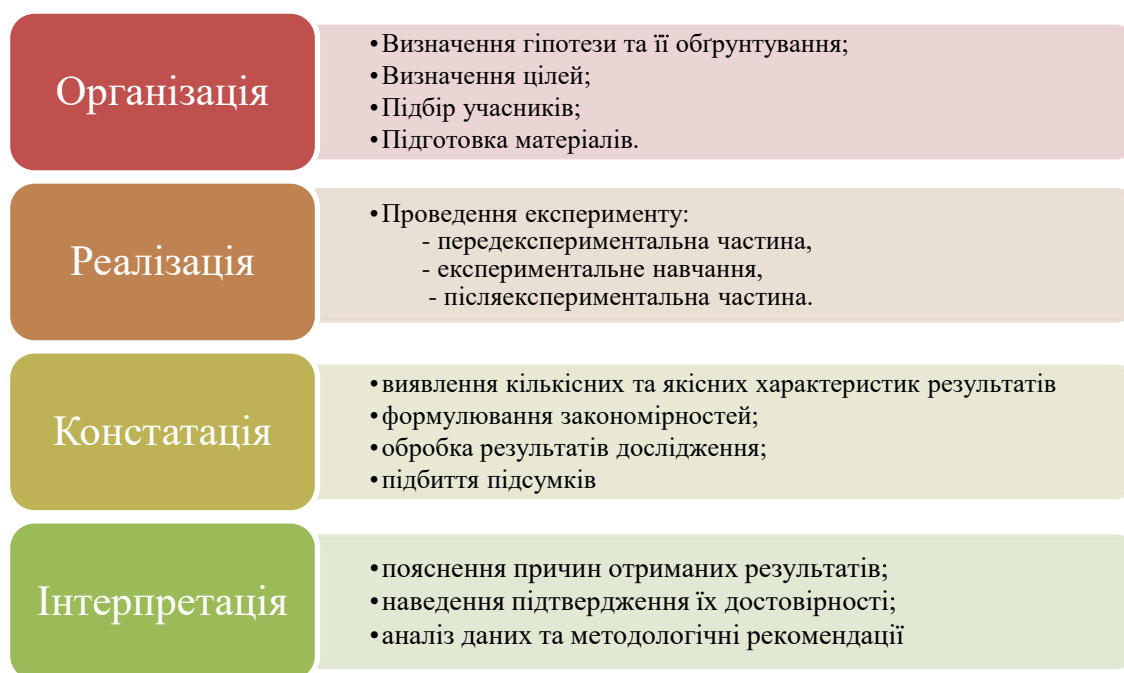 Організація
•Визначення гіпотези та її обґрунтування;
•Визначення цілей;
•Підбір учасників;
•Підготовка матеріалів.
Реалізація
•Проведення експерименту:
- передекспериментальна частина,
- експериментальне навчання,
- післяекспериментальна частина.
Констатація
•виявлення кількісних та якісних характеристик результатів
•формулювання закономірностей;
•обробка результатів дослідження;
•підбиття підсумків
Інтерпретація
•пояснення причин отриманих результатів;
•наведення підтвердження їх достовірності;
•аналіз даних та методологічні рекомендації